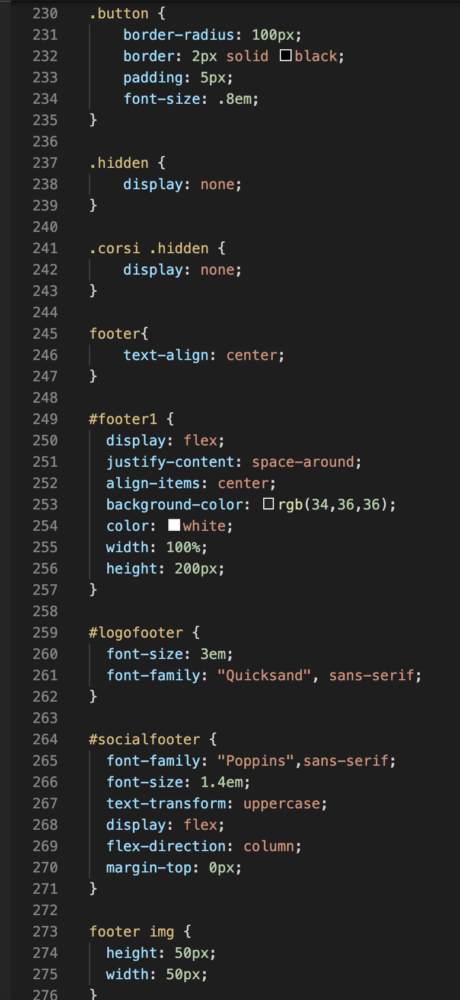 230 .button {
231 border-radius: 100px;
232 border: 2px solid black;
233 padding: 5px;
234 font-size: .8em;
235 }
236
237 .hidden {
238 display: none;
239 }
240
241 .corsi .hidden {
242 display: none;
243 }
244
245 footer{
246 text-align: center;
247 }
248
249 #footer1 {
250 display: flex;
251 justify-content: space-around;
252 align-items: center;
253 background-color: rgb(34,36,36);
254 color: white;
255 width: 100%;
256 height: 200px;
257 }
258
259 #logofooter {
260 font-size: 3em;
261 font-family: "Quicksand", sans-serif;
262 }
263
264 #socialfooter {
265 font-family: "Poppins",sans-serif;
266 font-size: 1.4em;
267 text-transform: uppercase;
268 display: flex;
269 flex-direction: column;
270 margin-top: 0px;
271 }
272
273 footer img {
274 height: 50px;
275 width: 50px;
276 }